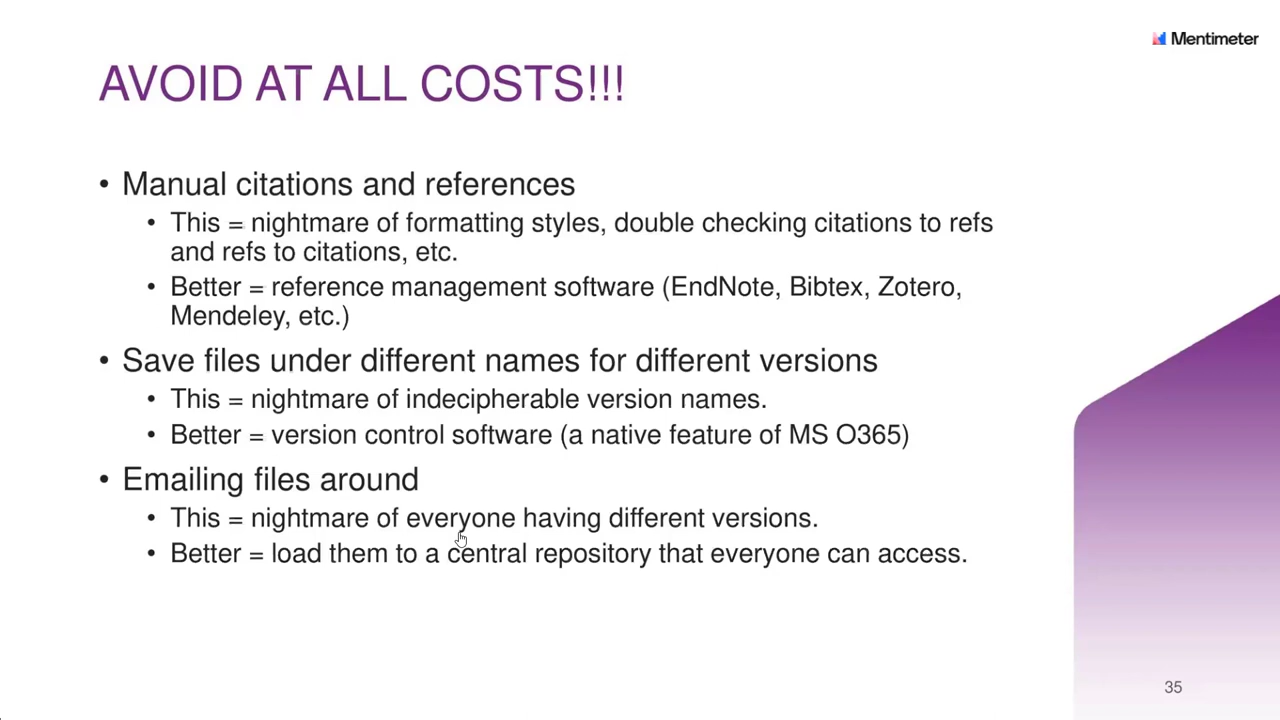 Mentimeter
AVOID AT ALL COSTS!!!
• Manual citations and references
• This = nightmare of formatting styles, double checking citations to refs
and refs to citations, etc.
• Better = reference management software (EndNote, Bibtex, Zotero,
Mendeley, etc.)
• Save files under different names for different versions
• This = nightmare of indecipherable version names.
• Better = version control software (a native feature of MS O365)
• Emailing files around
• This = nightmare of everyone having different versions.
• Better = load them to a central repository that everyone can access.
35